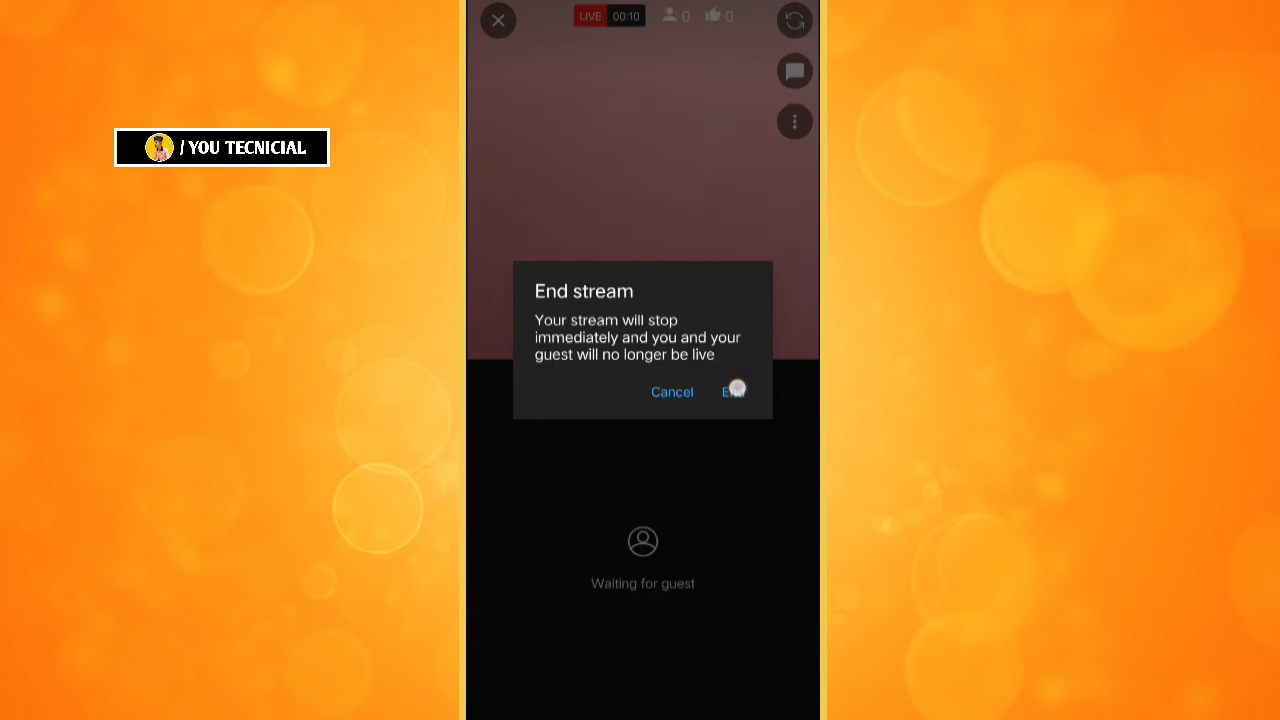 LIVE 00:10 0 0
/ YOU TECNICIAL
End stream
Your stream will stop
immediately and you and your
guest will no longer be live
Cancel
Waiting for guest